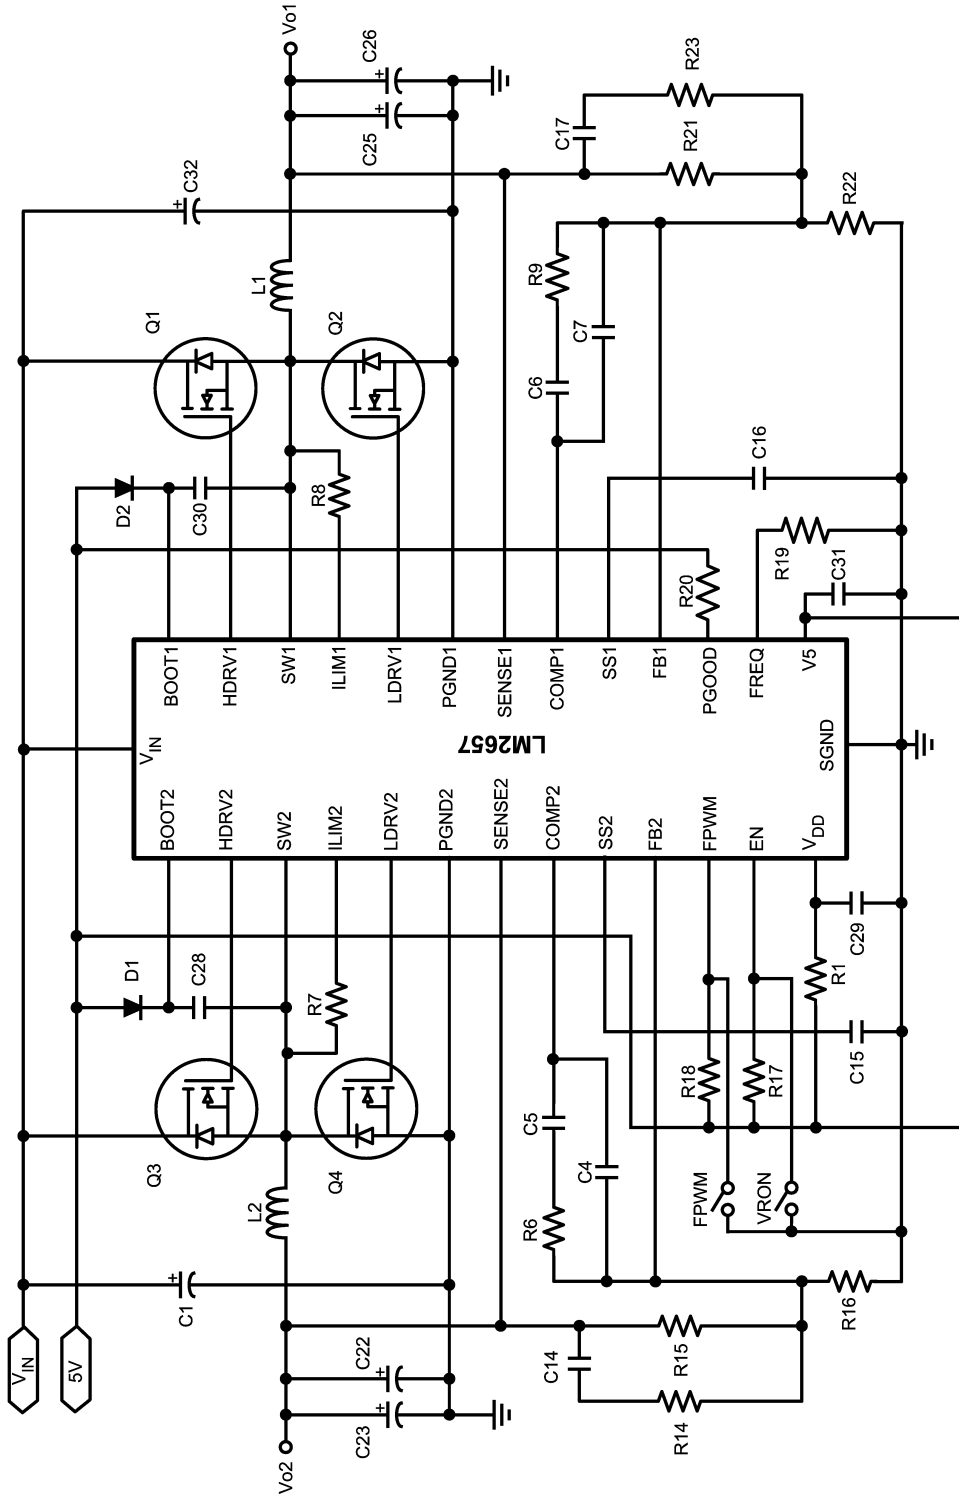 VIN
5V
C1
Q3
D1
C28
R7
Q4
L2
Vo2
C23
C22
R14
C14
R15
R16
R6
C4
C5
FPWM
VRON
R18
R17
R1
C15
C29
BOOT2
HDRV2
SW2
ILIM2
LDRV2
PGND2
SENSE2
COMP2
SS2
FB2
FPWM
EN
VDD
VIN
LM2657
SGND
BOOT1
HDRV1
SW1
ILIM1
LDRV1
PGND1
SENSE1
COMP1
SS1
FB1
PGOOD
FREQ
V5
D2
C30
R8
Q1
Q2
L1
C32
Vo1
C25
C26
R20
R19
C31
C16
C6
C7
R9
C17
R21
R23
R22